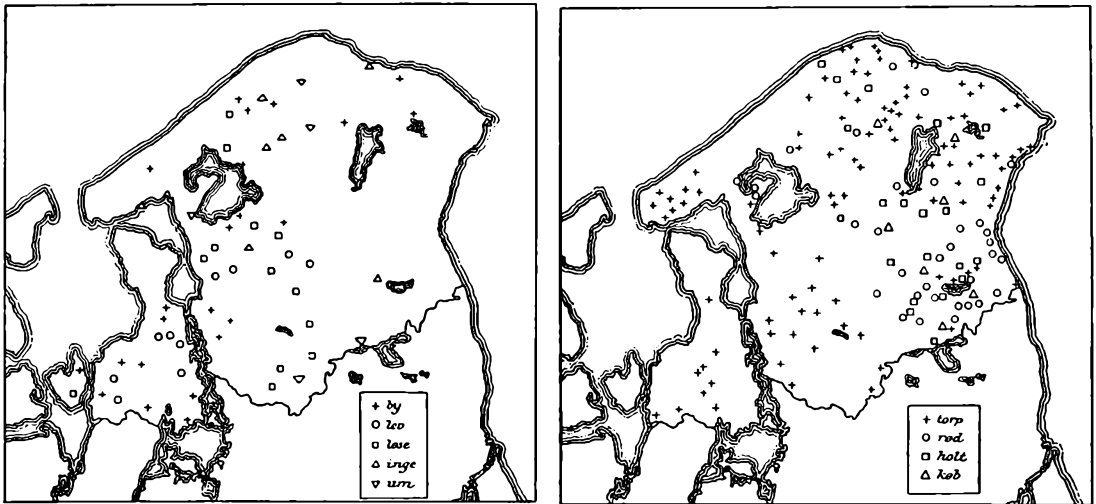 by
lev
løse
inge
um
torp
rød
holt
køb